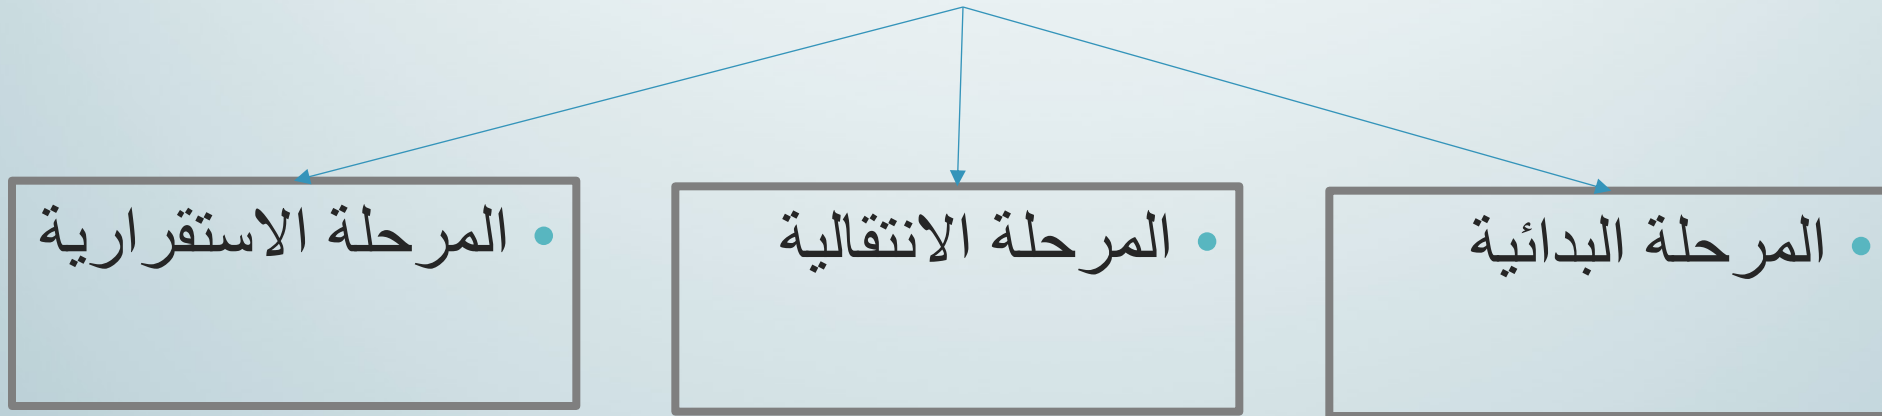 • المرحلة البدائية
• المرحلة الانتقالية
• المرحلة الاستقرارية